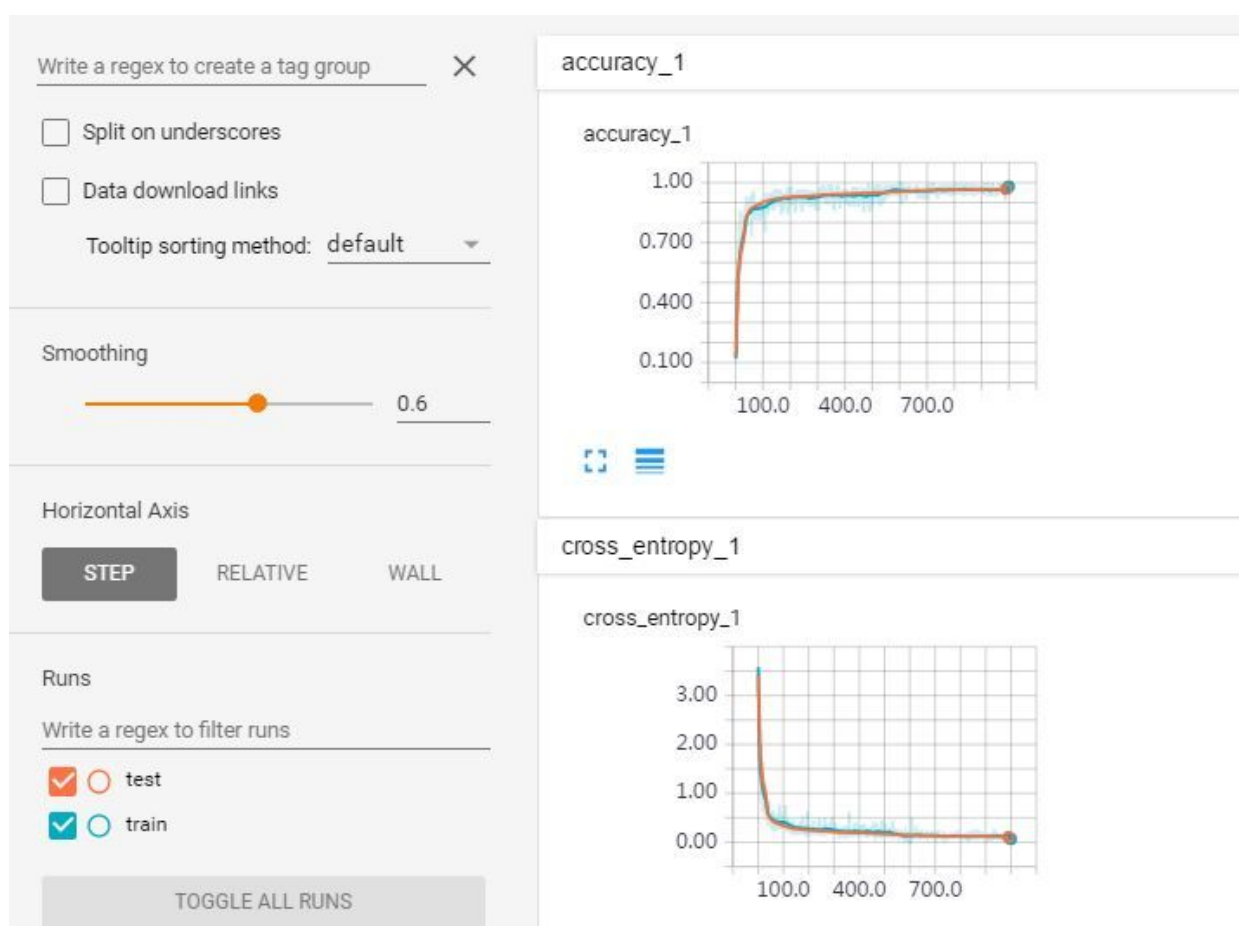 Write a regex to create a tag group
Split on underscores
Data download links
Tooltip sorting method: default
Smoothing
0.6
Horizontal Axis
STEP RELATIVE WALL
Runs
Write a regex to filter runs
test
train
TOGGLE ALL RUNS
accuracy_1
accuracy_1
1.00
0.700
0.400
0.100
100.0 400.0 700.0
cross_entropy_1
cross_entropy_1
3.00
2.00
1.00
0.00
100.0 400.0 700.0